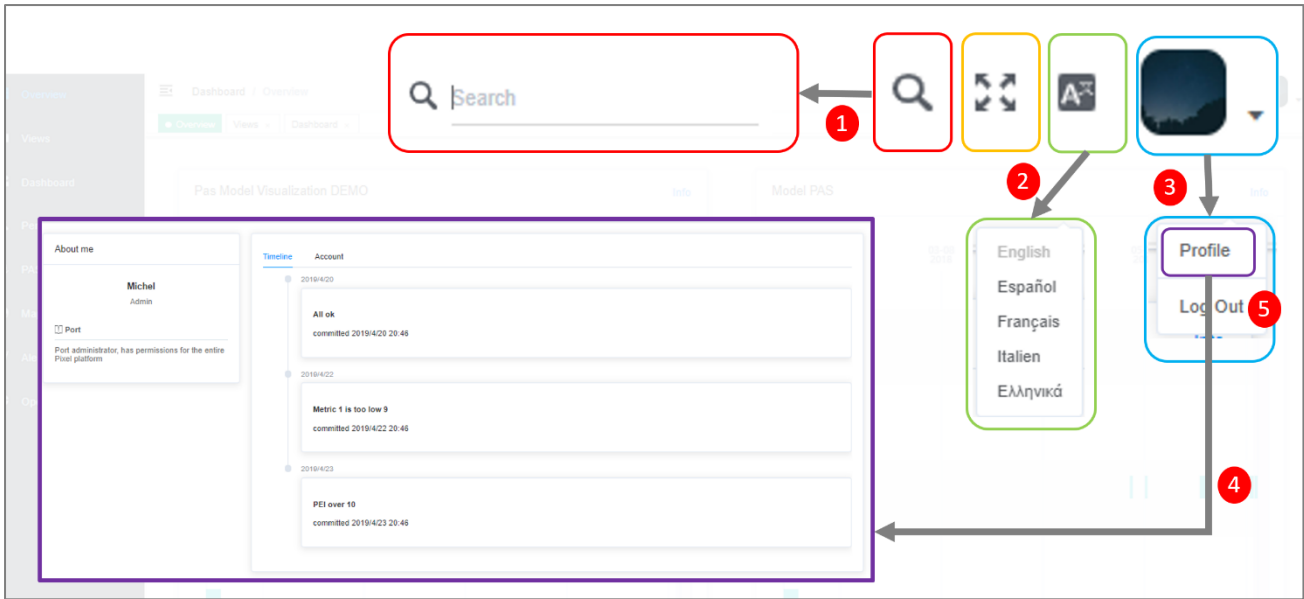 Search
1
Overview
Dashboard / Overview
Overview
Views
Dashboard
Views
2
3
Dashboard
Pas Model Visualization DEMO
Info
Model PAS
Info
English
Español
Français
Italien
Ελληνικά
Profile
Log Out
5
4
About me
Michel
Admin
Port
Port administrator, has permissions for the entire
Pixel platform
Timeline
Account
2019/4/20
All ok
committed 2019/4/20 20:46
2019/4/22
Metric 1 is too low 9
committed 2019/4/22 20:46
2019/4/23
PEI over 10
committed 2019/4/23 20:46